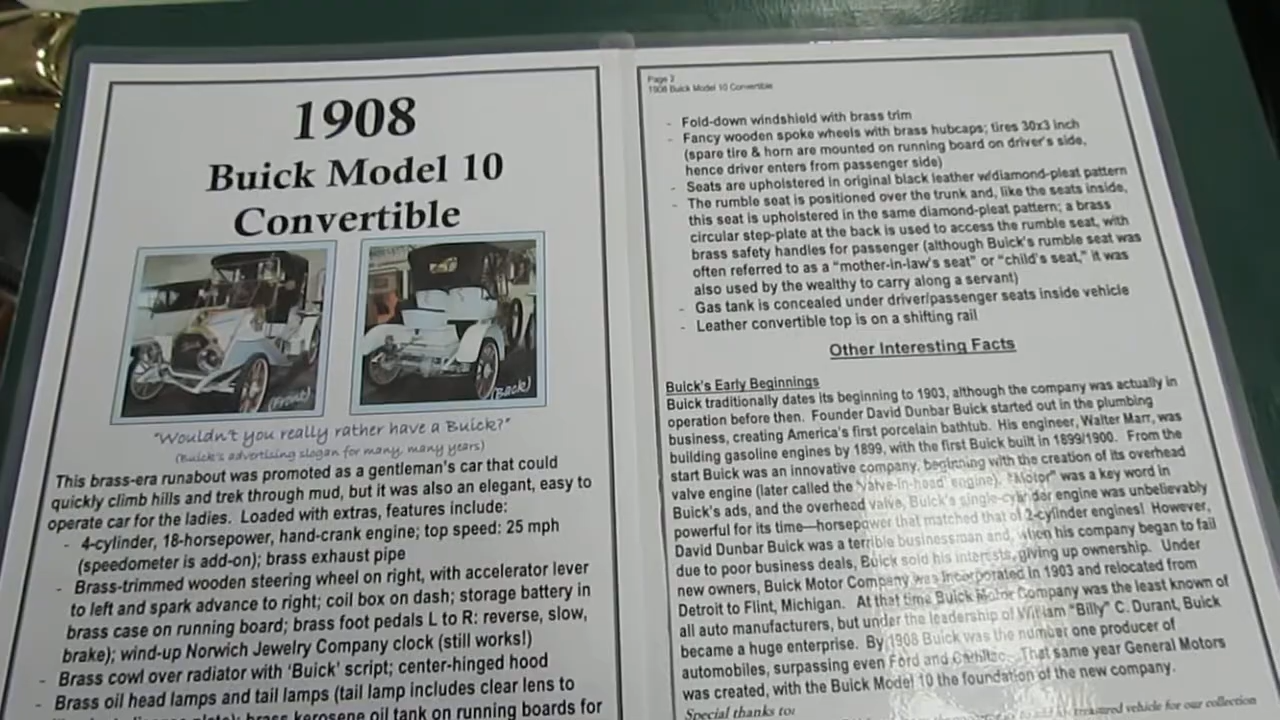 1908
Buick Model 10
Convertible
(Front)
(Back)
"Wouldn't you really rather have a Buick?"
(Buick's advertising slogan for many, many years)
This brass-era runabout was promoted as a gentleman's car that could
quickly climb hills and trek through mud, but it was also an elegant, easy to
operate car for the ladies. Loaded with extras, features include:
- 4-cylinder, 18-horsepower, hand-crank engine; top speed: 25 mph
(speedometer is add-on); brass exhaust pipe
- Brass-trimmed wooden steering wheel on right, with accelerator lever
to left and spark advance to right; coil box on dash; storage battery in
brass case on running board; brass foot pedals L to R: reverse, slow,
brake); wind-up Norwich Jewelry Company clock (still works!)
- Brass cowl over radiator with 'Buick' script; center-hinged hood
- Brass oil head lamps and tail lamps (tail lamp includes clear lens to
brass kerosene oil tank on running boards for
Page 2
1908 Buick Model 10 Convertible
- Fold-down windshield with brass trim
- Fancy wooden spoke wheels with brass hubcaps; tires 30x3 inch
(spare tire & horn are mounted on running board on driver's side,
hence driver enters from passenger side)
- Seats are upholstered in original black leather w/diamond-pleat pattern
- The rumble seat is positioned over the trunk and, like the seats inside,
this seat is upholstered in the same diamond-pleat pattern; a brass
circular step-plate at the back is used to access the rumble seat, with
brass safety handles for passenger (although Buick's rumble seat was
often referred to as a "mother-in-law's seat" or "child's seat," it was
also used by the wealthy to carry along a servant)
- Gas tank is concealed under driver/passenger seats inside vehicle
- Leather convertible top is on a shifting rail
Other Interesting Facts
Buick's Early Beginnings
Buick traditionally dates its beginning to 1903, although the company was actually in
operation before then. Founder David Dunbar Buick started out in the plumbing
business, creating America's first porcelain bathtub. His engineer, Walter Marr, was
building gasoline engines by 1899, with the first Buick built in 1899/1900. From the
start Buick was an innovative company, beginning with the creation of its overhead
valve engine (later called the 'valve-in-head' engine). "Motor" was a key word in
Buick's ads, and the overhead valve, Buick's single-cylinder engine was unbelievably
powerful for its time—horsepower that matched that of 2-cylinder engines! However,
David Dunbar Buick was a terrible businessman and, when his company began to fail
due to poor business deals, Buick sold his interests, giving up ownership. Under
new owners, Buick Motor Company was incorporated in 1903 and relocated from
Detroit to Flint, Michigan. At that time Buick Motor Company was the least known of
all auto manufacturers, but under the leadership of William "Billy" C. Durant, Buick
became a huge enterprise. By 1908 Buick was the number one producer of
automobiles, surpassing even Ford and Cadillac. That same year General Motors
was created, with the Buick Model 10 the foundation of the new company.
Special thanks to:
treasured vehicle for our collection